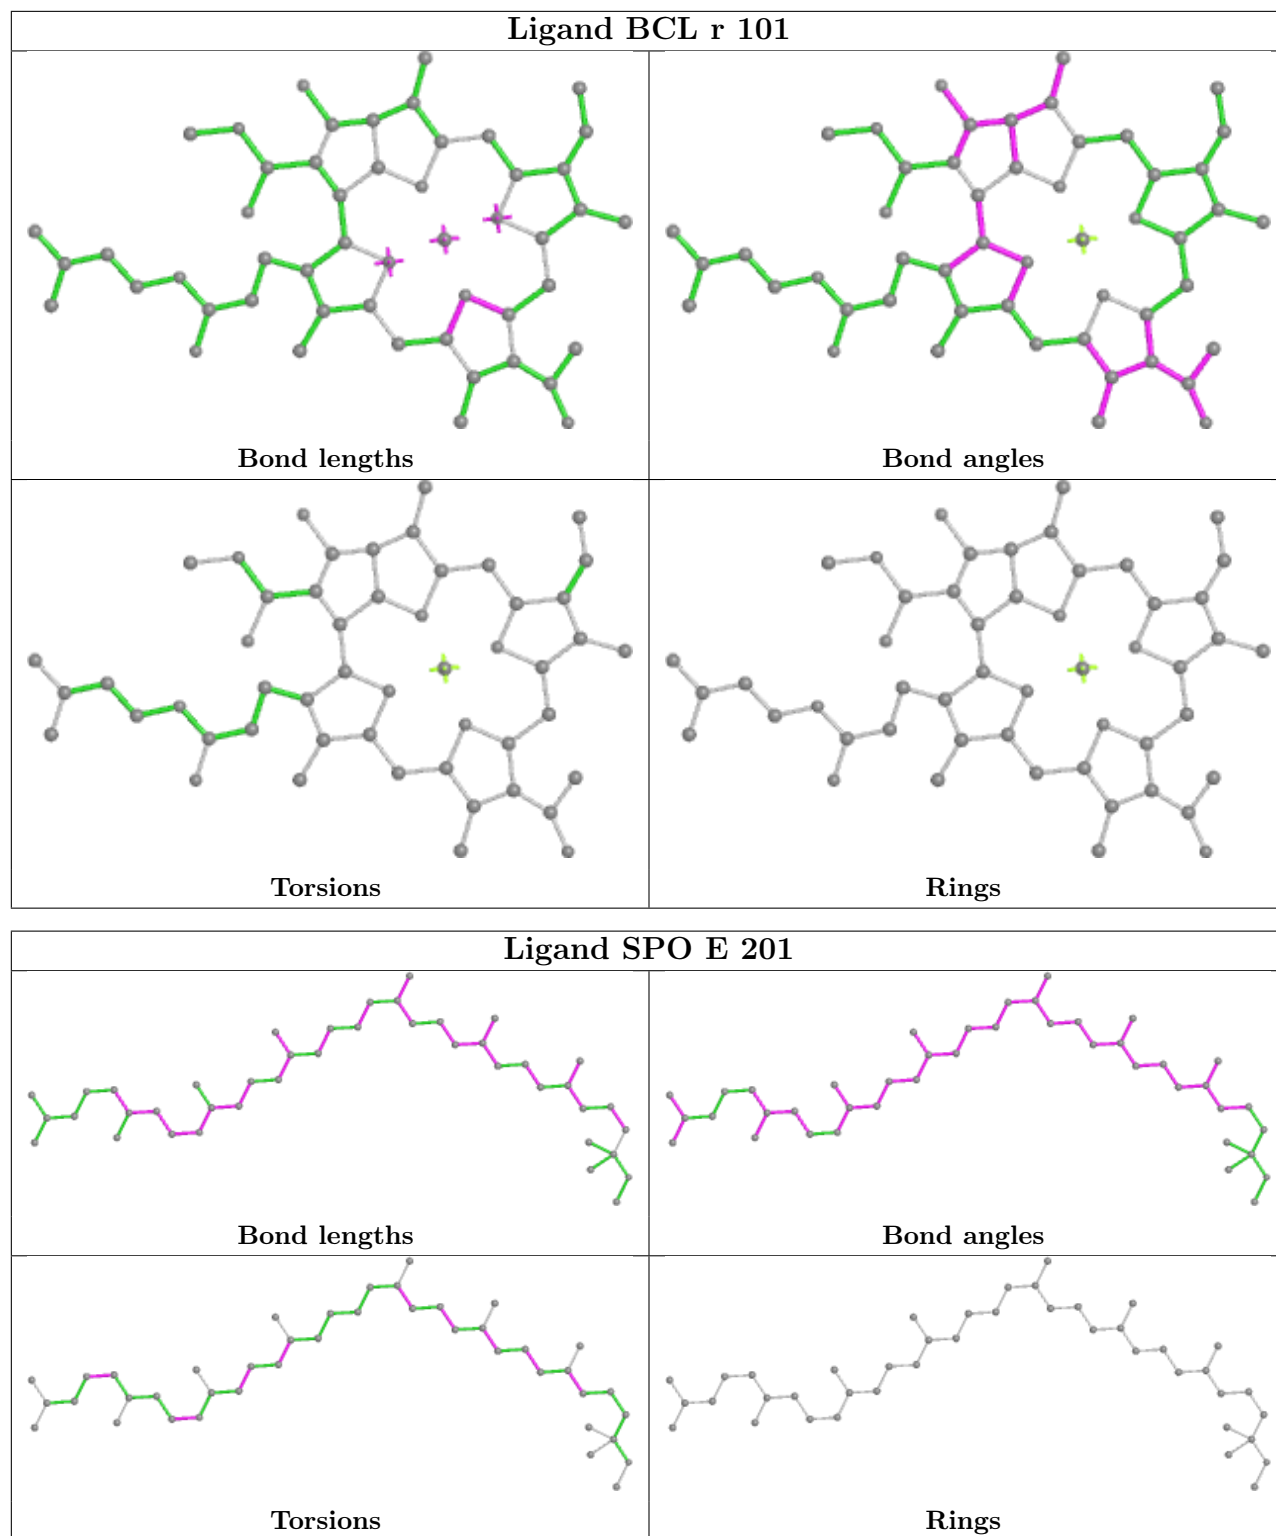 Ligand BCL r 101
Bond lengths
Bond angles
Torsions
Rings
Ligand SPO E 201
Bond lengths
Bond angles
Torsions
Rings